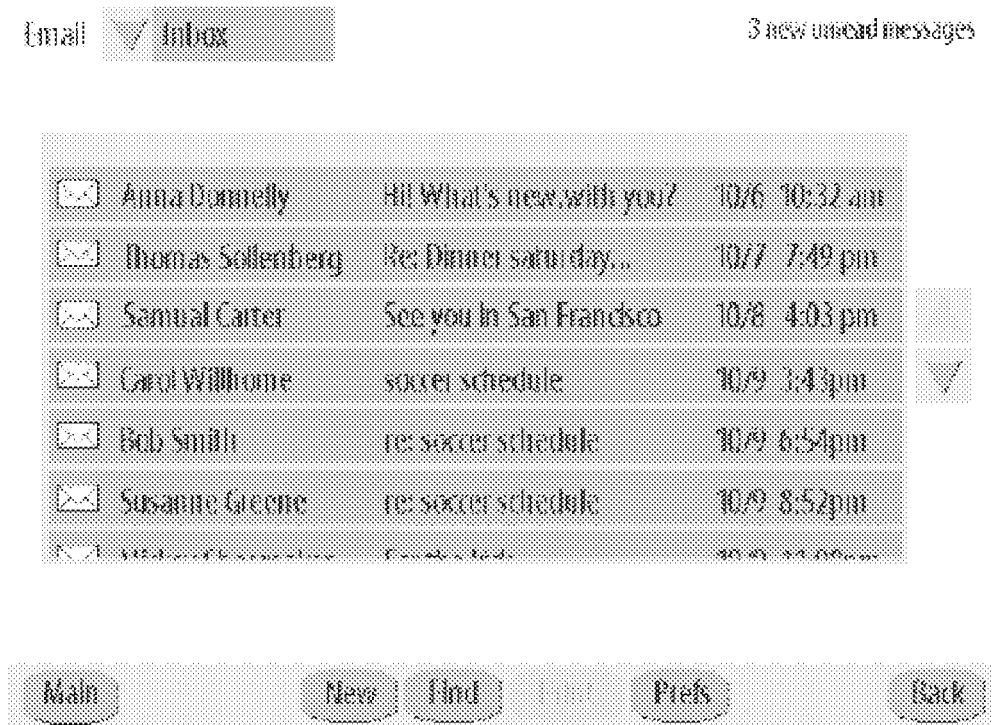 Email Inbox 3 new unread messages
Anna Donnelly Hi! What's new with you? 10/6 10:32 am
Thomas Sollenberg Re: Dinner saturday... 10/7 7:49 pm
Samual Carter See you In San Francisco 10/8 4:03 pm
Carol Willhome soccer schedule 10/9 3:43pm
Bob Smith re: soccer schedule 10/9 6:54pm
Susanne Greene re: soccer schedule 10/9 8:52pm
Main New Find Prefs Back